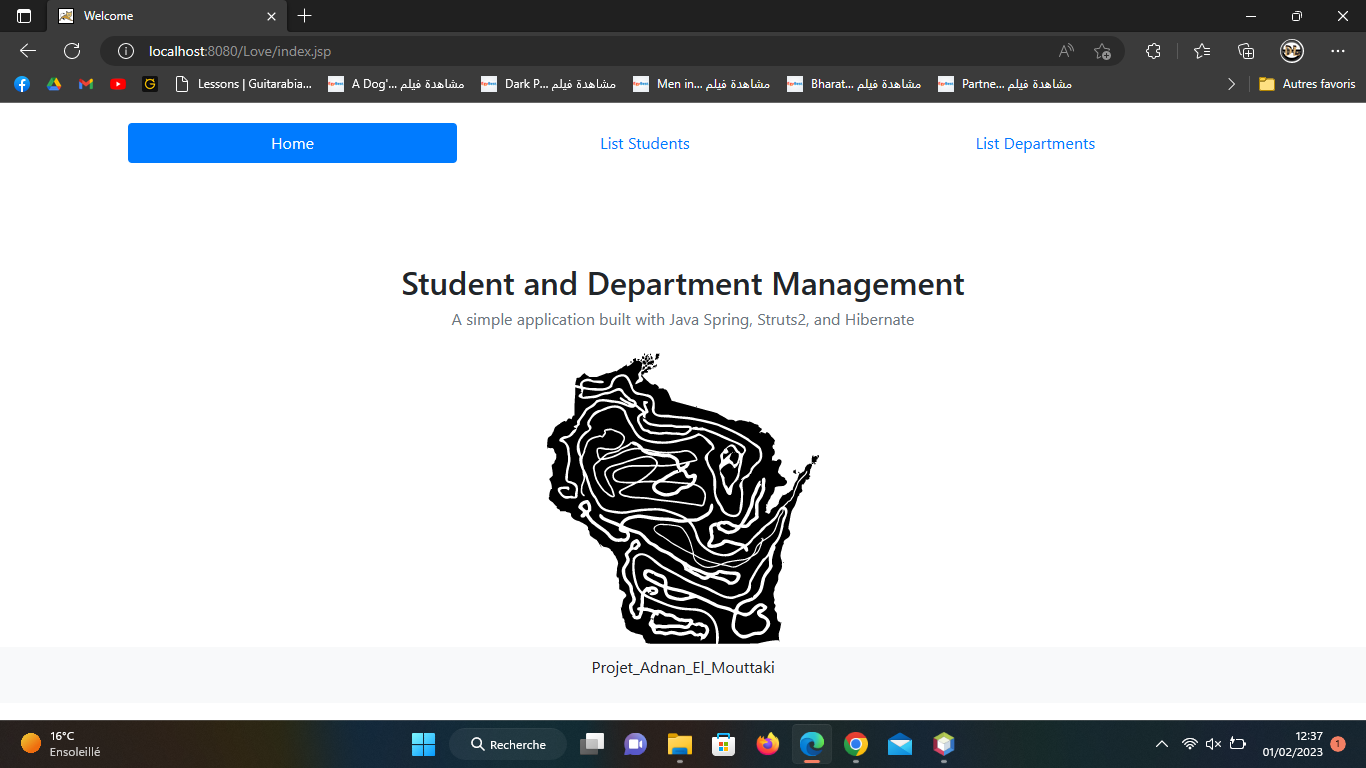 Welcome
localhost:8080/Love/index.jsp
Lessons | Guitarabia...
مشاهدة فيلم ...'A Dog
مشاهدة فيلم ...Dark P
مشاهدة فيلم ...Men in
مشاهدة فيلم ...Bharat
مشاهدة فيلم ...Partne
Autres favoris
Home
List Students
List Departments
Student and Department Management
A simple application built with Java Spring, Struts2, and Hibernate
Projet_Adnan_El_Mouttaki
16°C
Ensoleillé
Recherche
12:37
01/02/2023
1